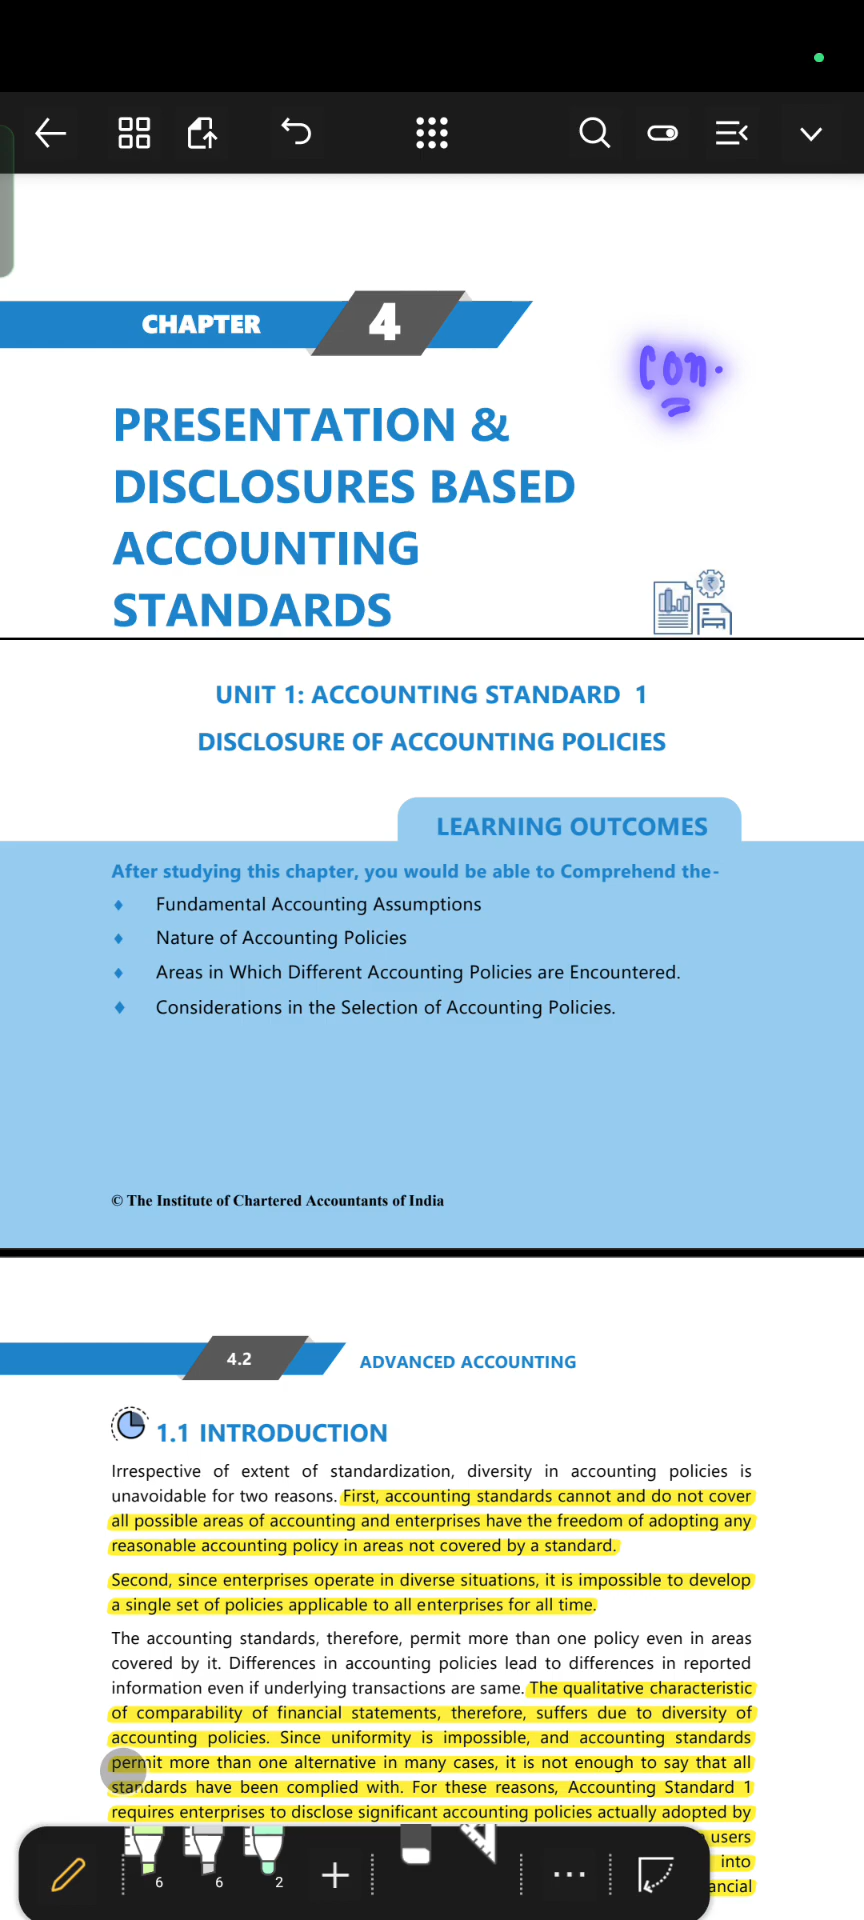 CHAPTER 4
con.
PRESENTATION &
DISCLOSURES BASED
ACCOUNTING
STANDARDS
UNIT 1: ACCOUNTING STANDARD 1
DISCLOSURE OF ACCOUNTING POLICIES
LEARNING OUTCOMES
After studying this chapter, you would be able to Comprehend the-
Fundamental Accounting Assumptions
Nature of Accounting Policies
Areas in Which Different Accounting Policies are Encountered.
Considerations in the Selection of Accounting Policies.
© The Institute of Chartered Accountants of India
4.2 ADVANCED ACCOUNTING
1.1 INTRODUCTION
Irrespective of extent of standardization, diversity in accounting policies is
unavoidable for two reasons. First, accounting standards cannot and do not cover
all possible areas of accounting and enterprises have the freedom of adopting any
reasonable accounting policy in areas not covered by a standard.
Second, since enterprises operate in diverse situations, it is impossible to develop
a single set of policies applicable to all enterprises for all time.
The accounting standards, therefore, permit more than one policy even in areas
covered by it. Differences in accounting policies lead to differences in reported
information even if underlying transactions are same. The qualitative characteristic
of comparability of financial statements, therefore, suffers due to diversity of
accounting policies. Since uniformity is impossible, and accounting standards
permit more than one alternative in many cases, it is not enough to say that all
standards have been complied with. For these reasons, Accounting Standard 1
requires enterprises to disclose significant accounting policies actually adopted by
users
into
ancial
6 6 2